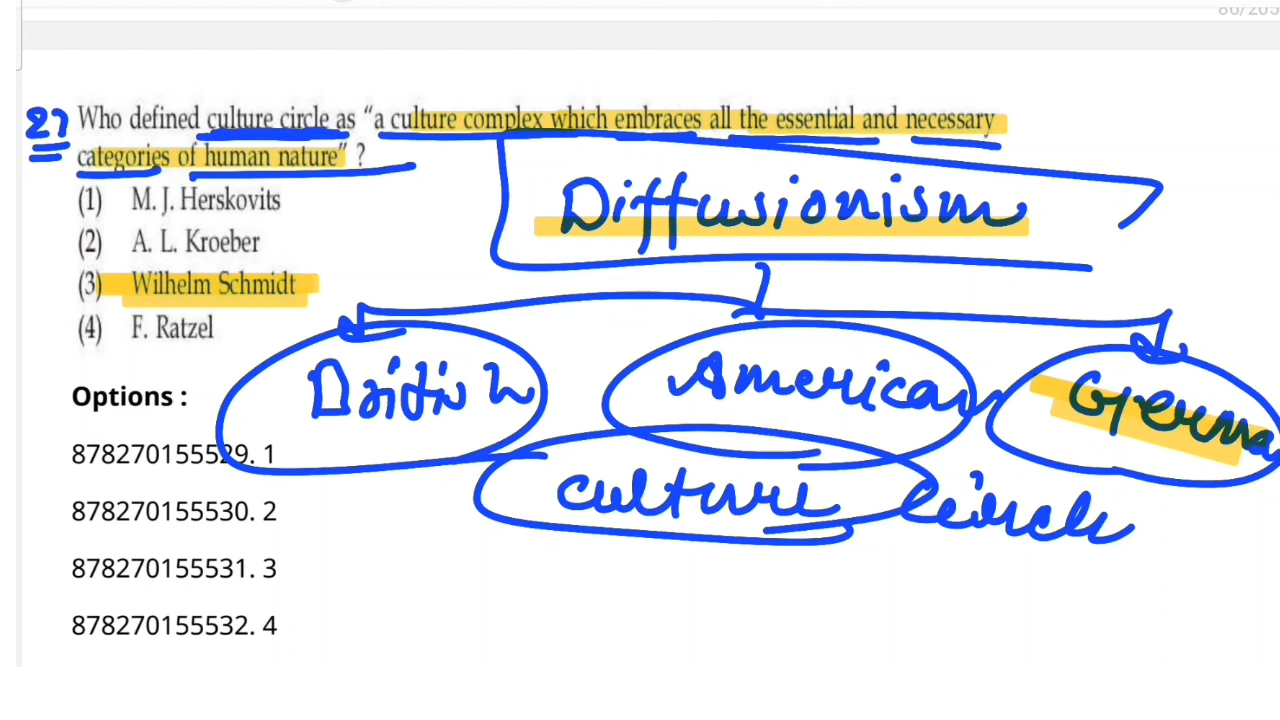 86/205
27 Who defined culture circle as “a culture complex which embraces all the essential and necessary
categories of human nature” ?
(1) M. J. Herskovits
(2) A. L. Kroeber
(3) Wilhelm Schmidt
(4) F. Ratzel
Diffusionism
British American German
culture circle
Options :
878270155529. 1
878270155530. 2
878270155531. 3
878270155532. 4